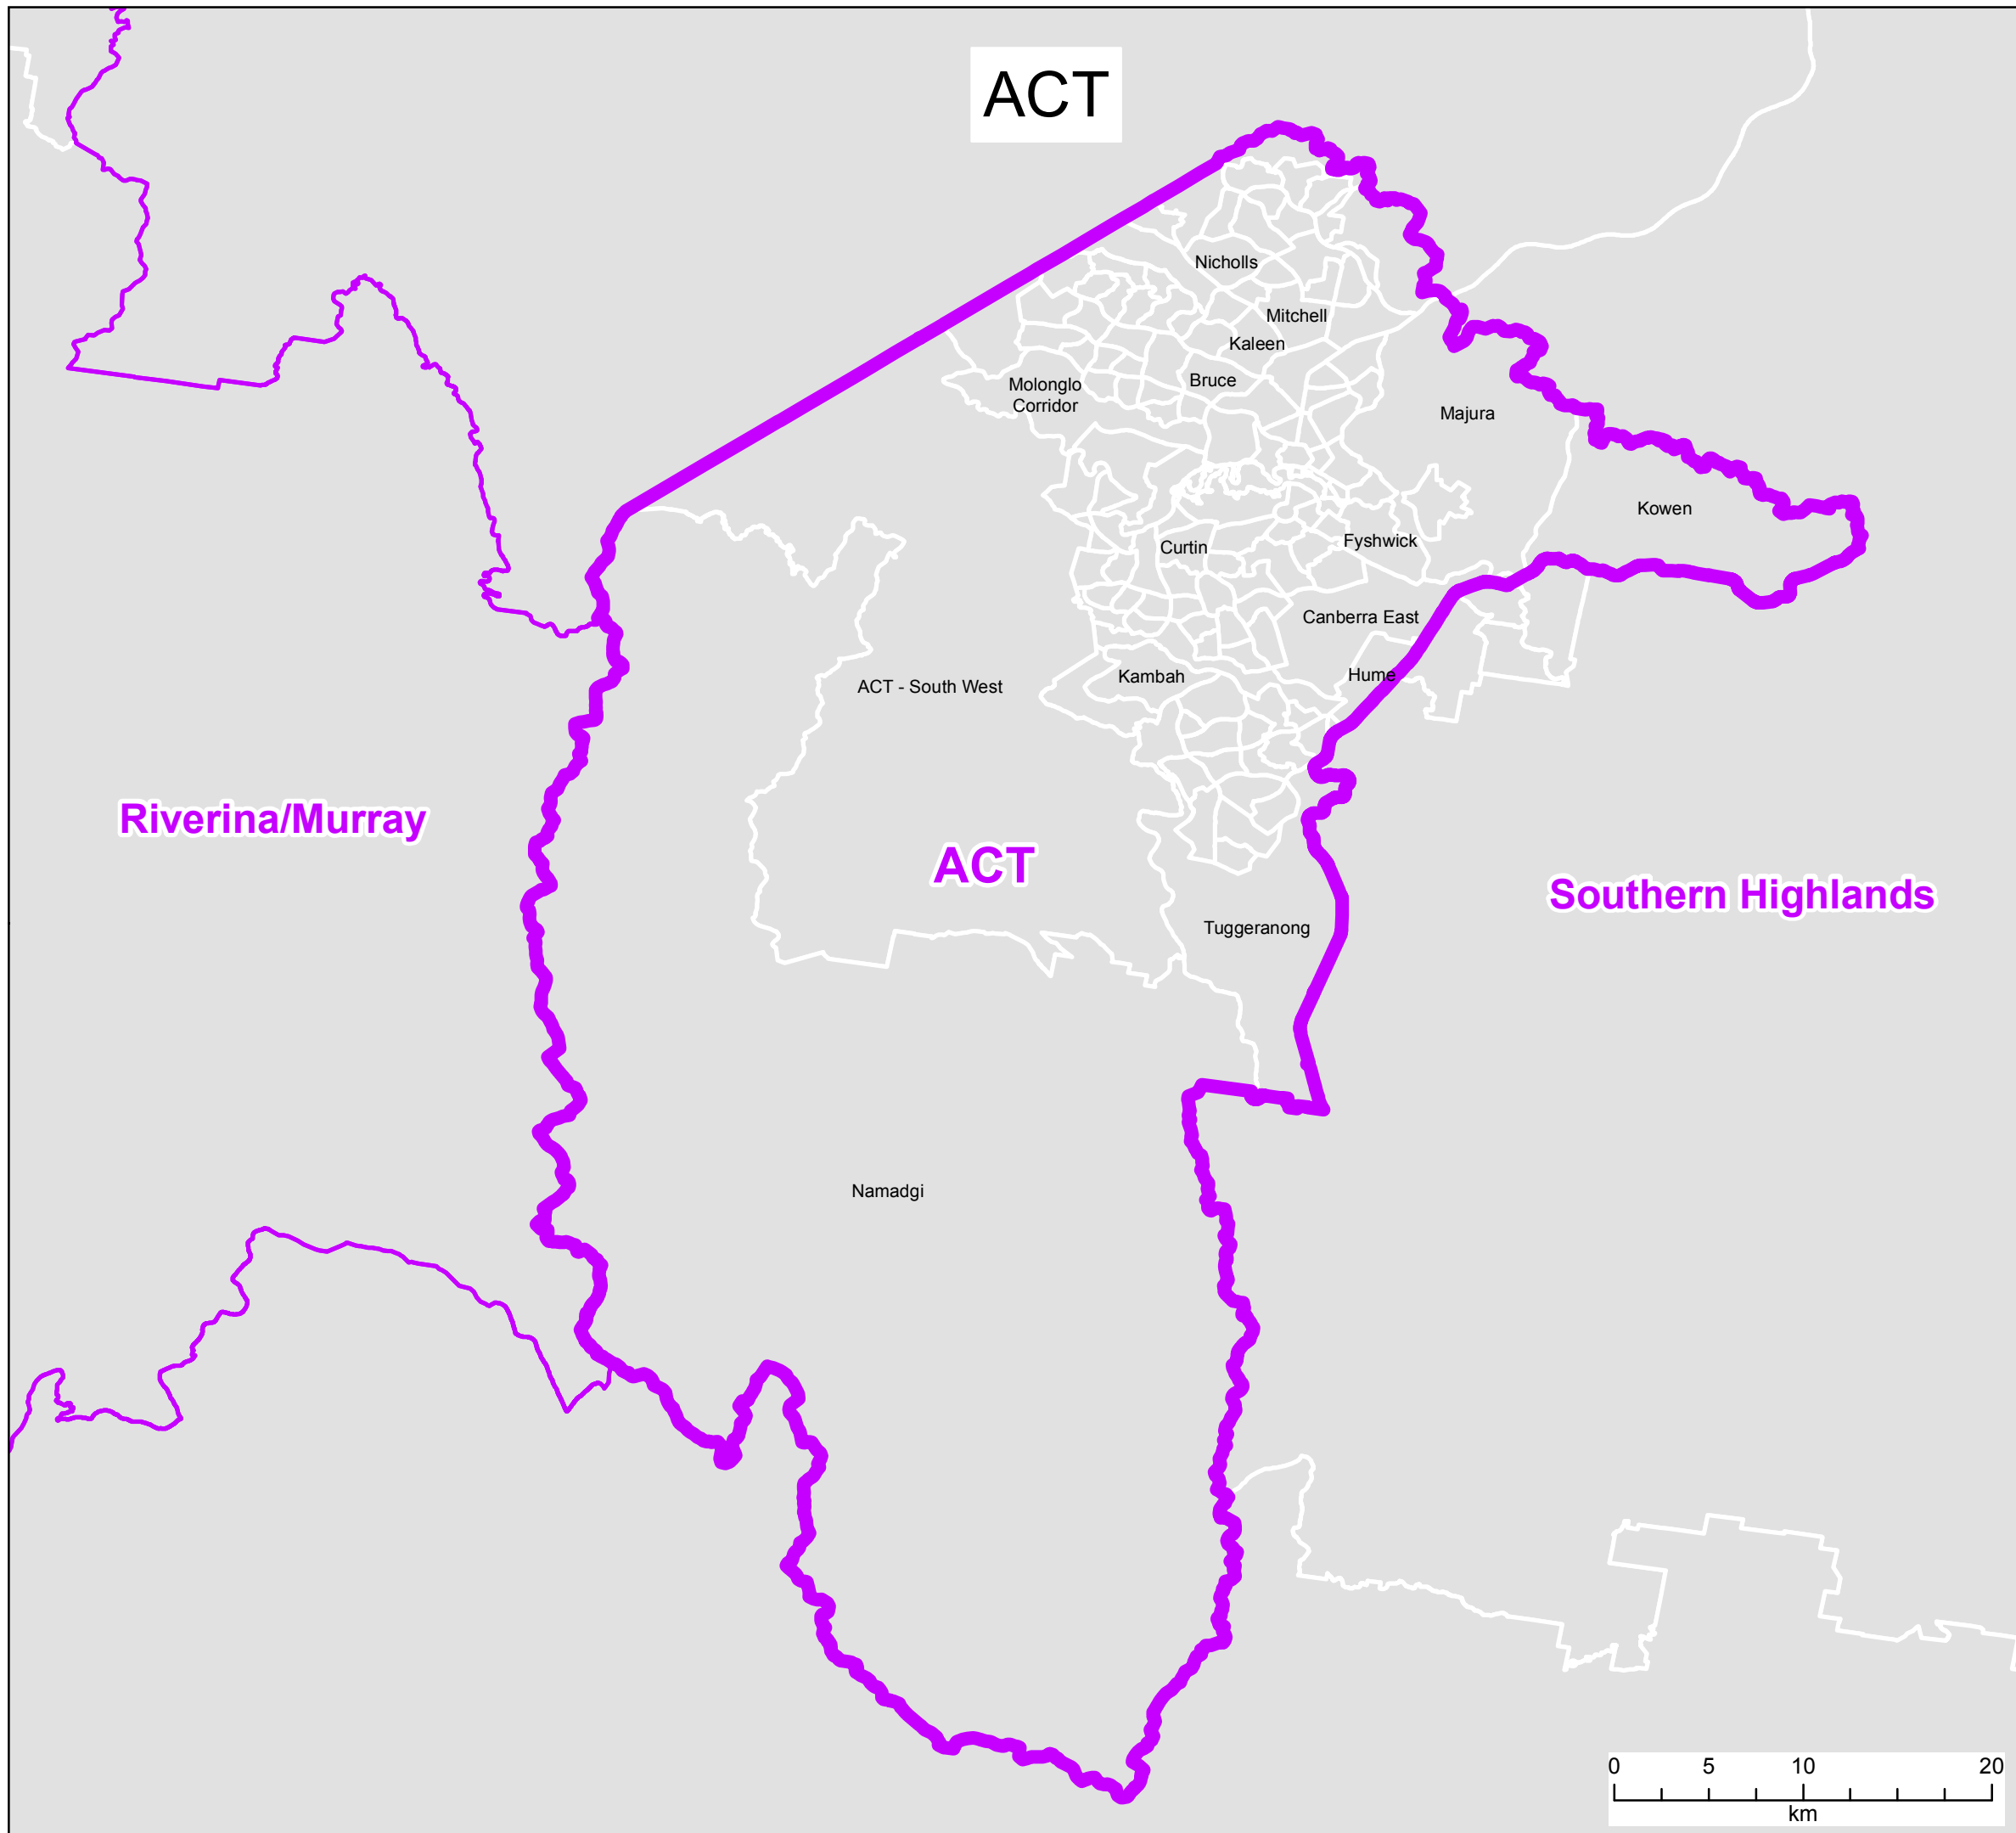 ACT
Nicholls
Mitchell
Kaleen
Bruce
Molonglo
Corridor
Majura
Kowen
Fyshwick
Curtin
Canberra East
Hume
Kambah
ACT - South West
Riverina/Murray
ACT
Southern Highlands
Tuggeranong
Namadgi
0 5 10 20
km